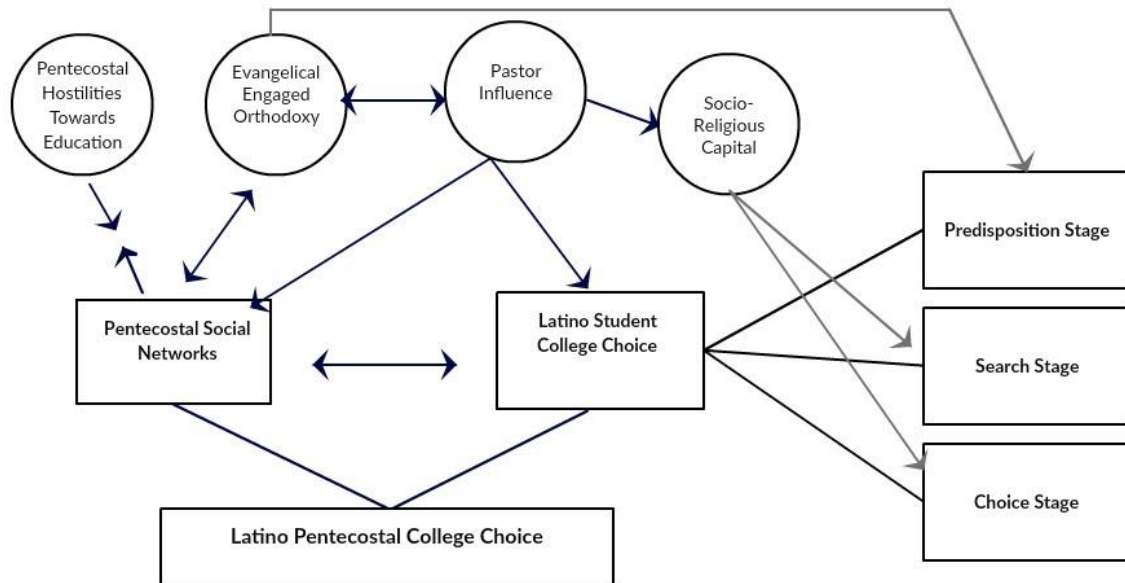 Pentecostal
Hostilities
Towards
Education
Evangelical
Engaged
Orthodoxy
Pastor
Influence
Socio-
Religious
Capital
Predisposition Stage
Pentecostal Social
Networks
Latino Student
College Choice
Search Stage
Choice Stage
Latino Pentecostal College Choice